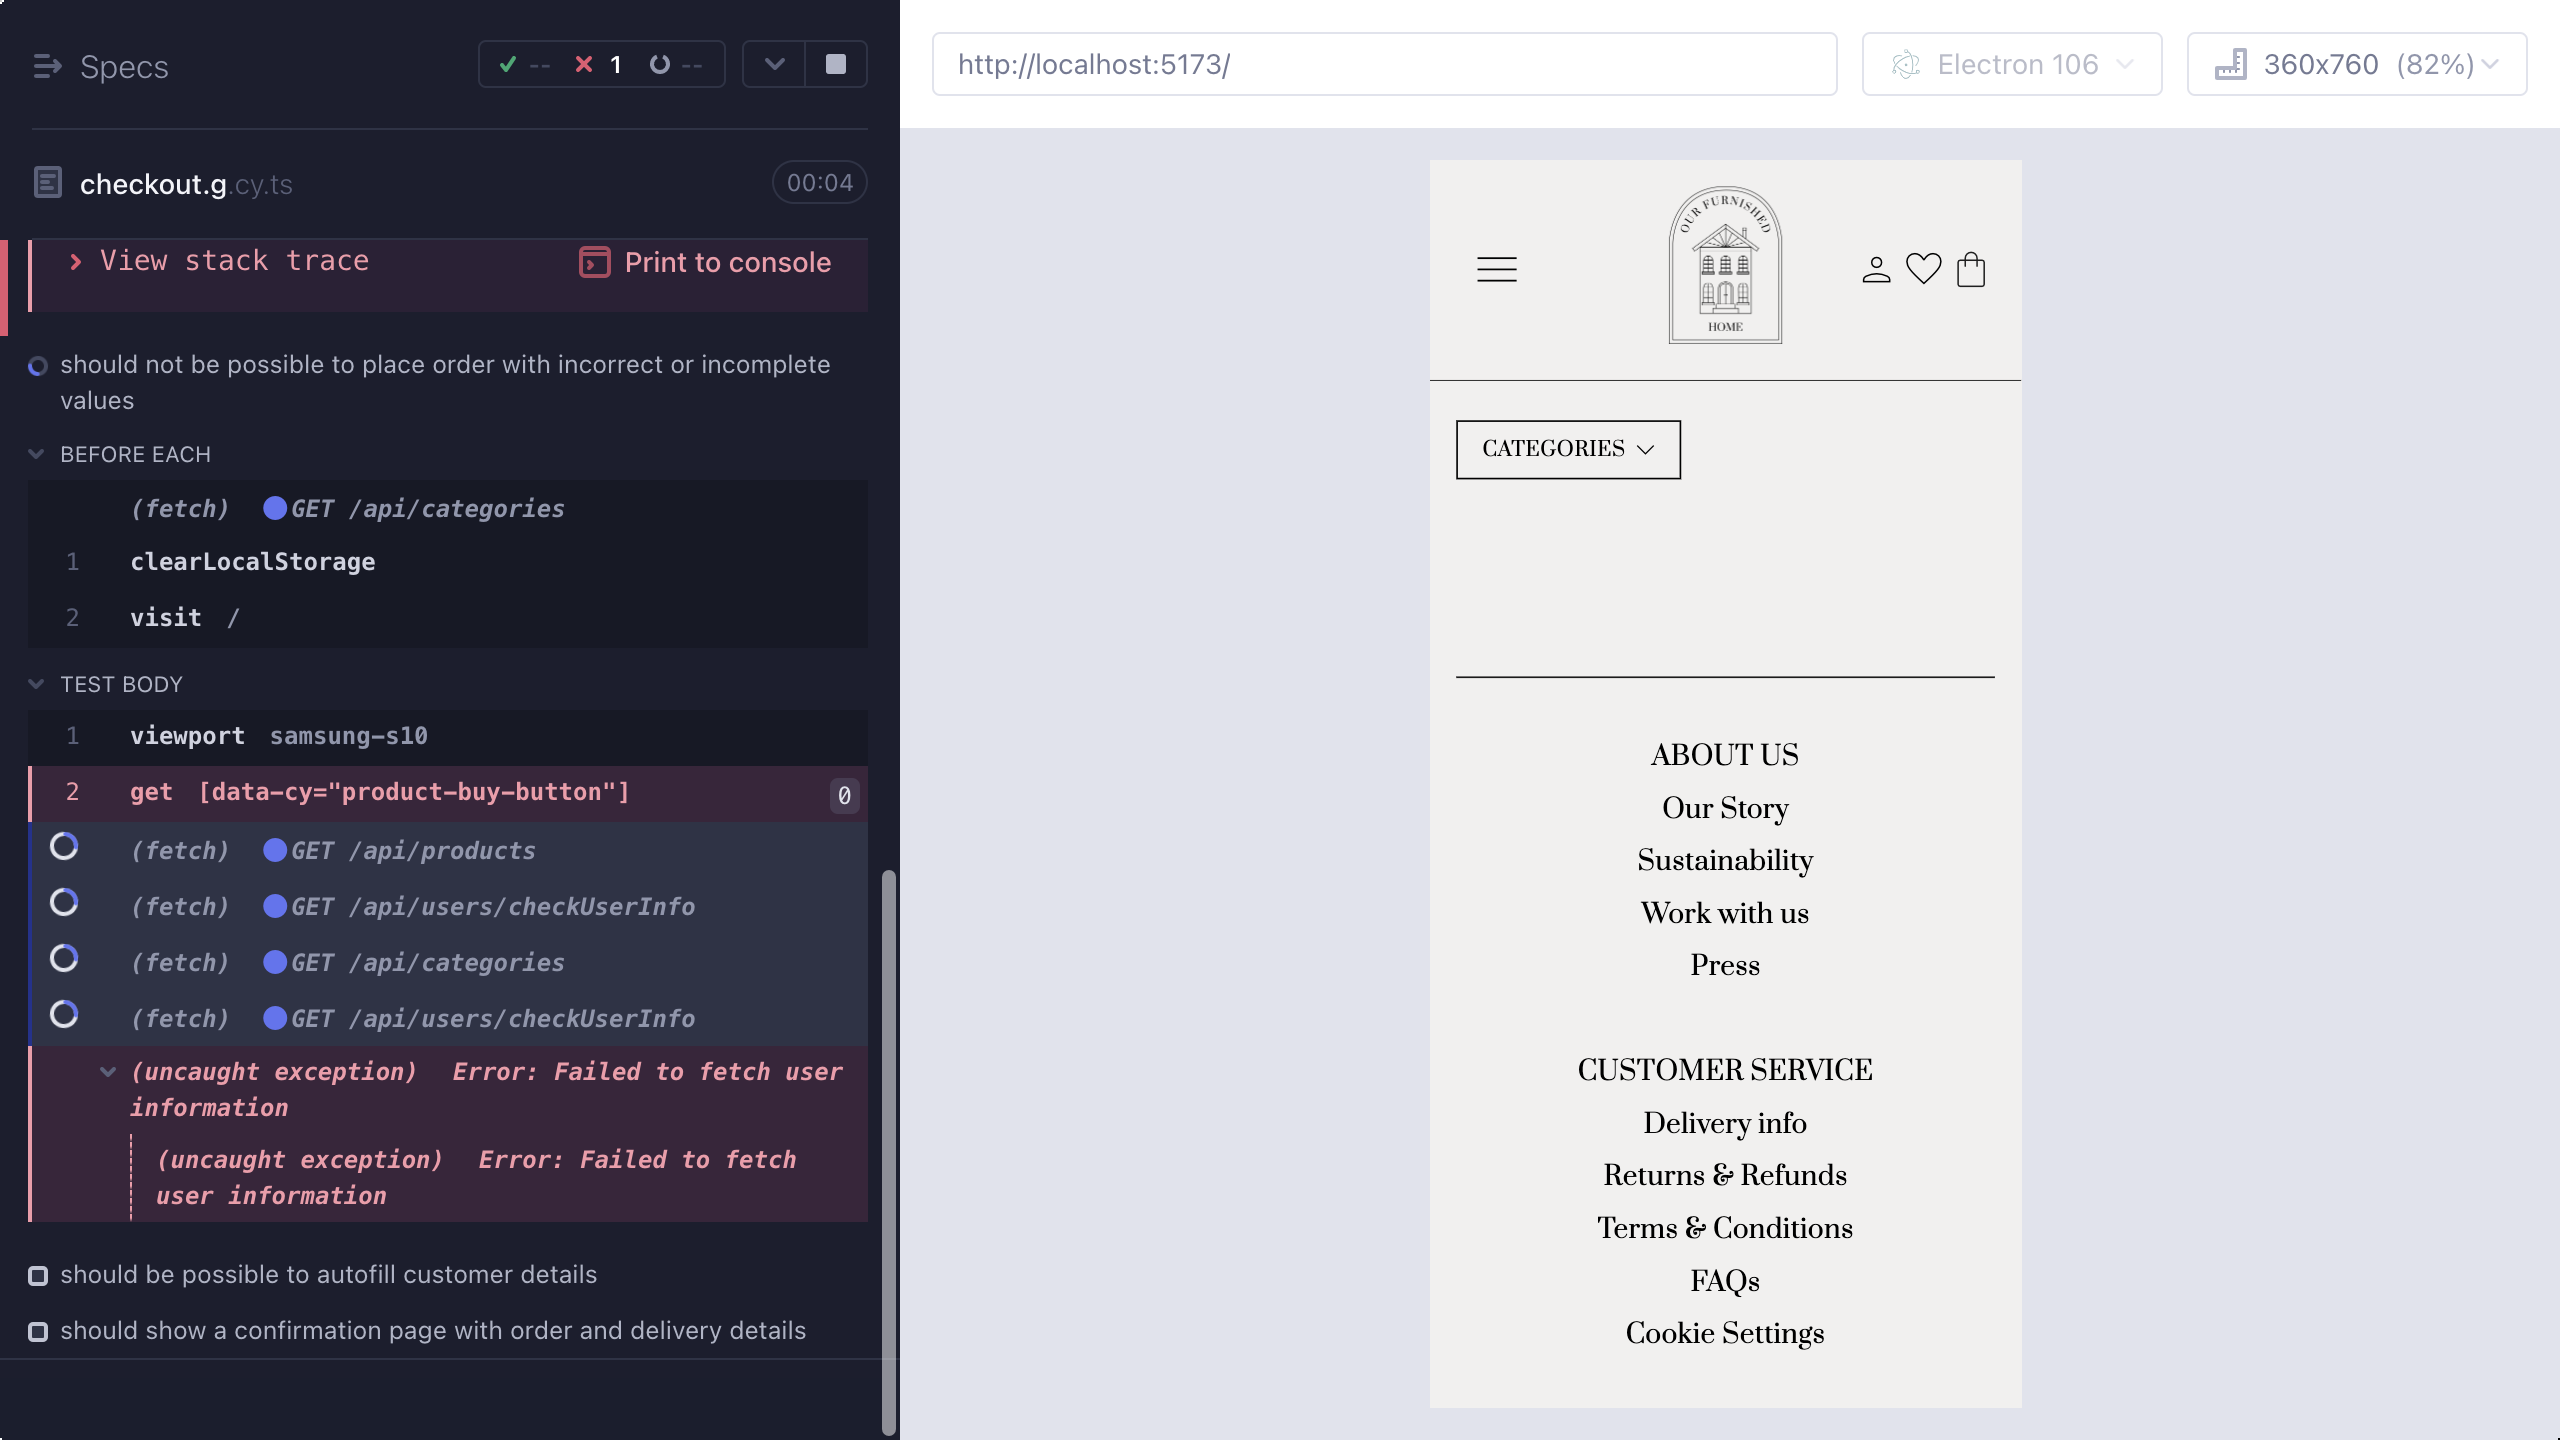 Specs
-- 1 --
checkout.g.cy.ts
00:04
View stack trace
Print to console
should not be possible to place order with incorrect or incomplete
values
BEFORE EACH
(fetch) GET /api/categories
1 clearLocalStorage
2 visit /
TEST BODY
1 viewport samsung-s10
2 get [data-cy="product-buy-button"] 0
(fetch) GET /api/products
(fetch) GET /api/users/checkUserInfo
(fetch) GET /api/categories
(fetch) GET /api/users/checkUserInfo
(uncaught exception) Error: Failed to fetch user
information
(uncaught exception) Error: Failed to fetch
user information
should be possible to autofill customer details
should show a confirmation page with order and delivery details
http://localhost:5173/
Electron 106
360x760 (82%)
OUR FURNISHED
HOME
CATEGORIES
ABOUT US
Our Story
Sustainability
Work with us
Press
CUSTOMER SERVICE
Delivery info
Returns & Refunds
Terms & Conditions
FAQs
Cookie Settings